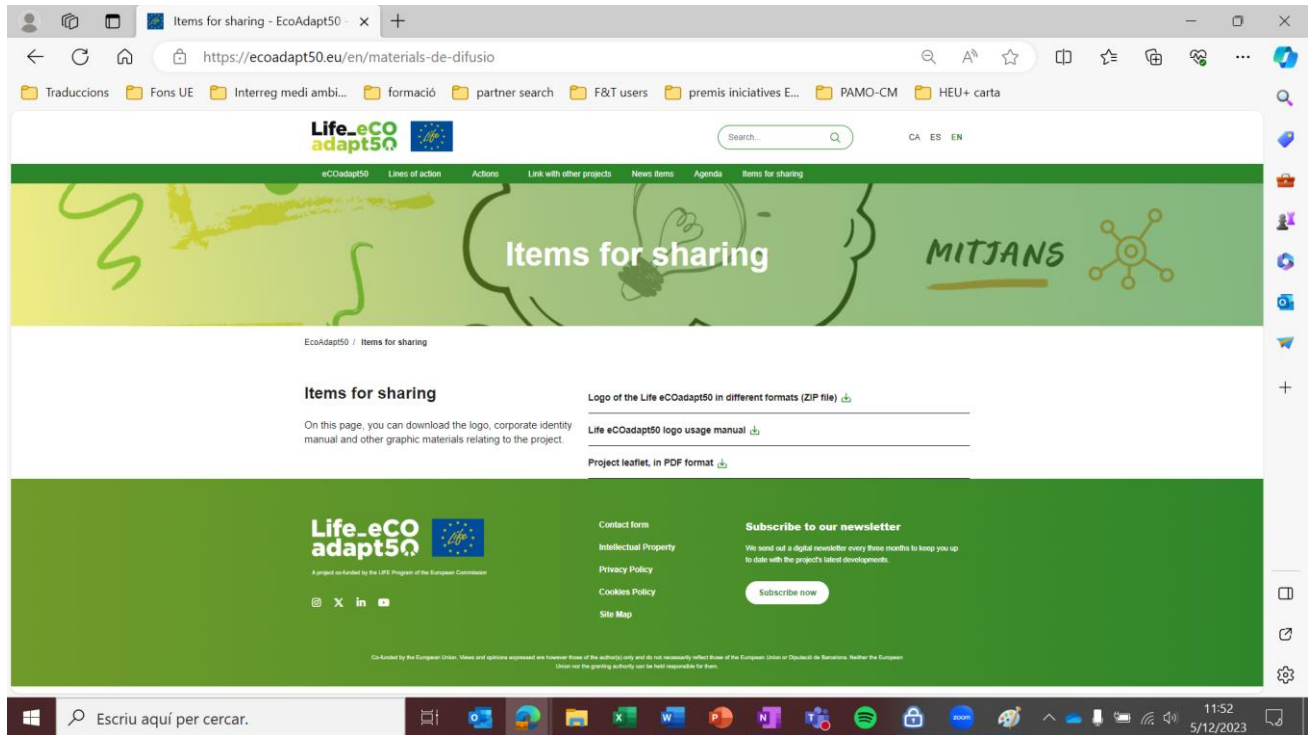 Items for sharing - EcoAdapt50 -
https://ecoadapt50.eu/en/materials-de-difusio
Traduccions
Fons UE
Interreg medi ambi...
formació
partner search
F&T users
premis iniciatives E...
PAMO-CM
HEU+ carta
Life_eCO
adapt50
Life
Search...
CA ES EN
eCOadapt50
Lines of action
Actions
Link with other projects
News items
Agenda
Items for sharing
Items for sharing
MITJANS
EcoAdapt50 / Items for sharing
Items for sharing
On this page, you can download the logo, corporate identity
manual and other graphic materials relating to the project.
Logo of the Life eCOadapt50 in different formats (ZIP file)
Life eCOadapt50 logo usage manual
Project leaflet, in PDF format
Life_eCO
adapt50
Life
A project co-funded by the LIFE Program of the European Commission
Contact form
Intellectual Property
Privacy Policy
Cookies Policy
Site Map
Subscribe to our newsletter
We send out a digital newsletter every three months to keep you up
to date with the project's latest developments.
Subscribe now
Co-funded by the European Union. Views and opinions expressed are however those of the author(s) only and do not necessarily reflect those of the European Union or Diputació de Barcelona. Neither the European
Union nor the granting authority can be held responsible for them.
Escriu aquí per cercar.
zoom
11:52
5/12/2023